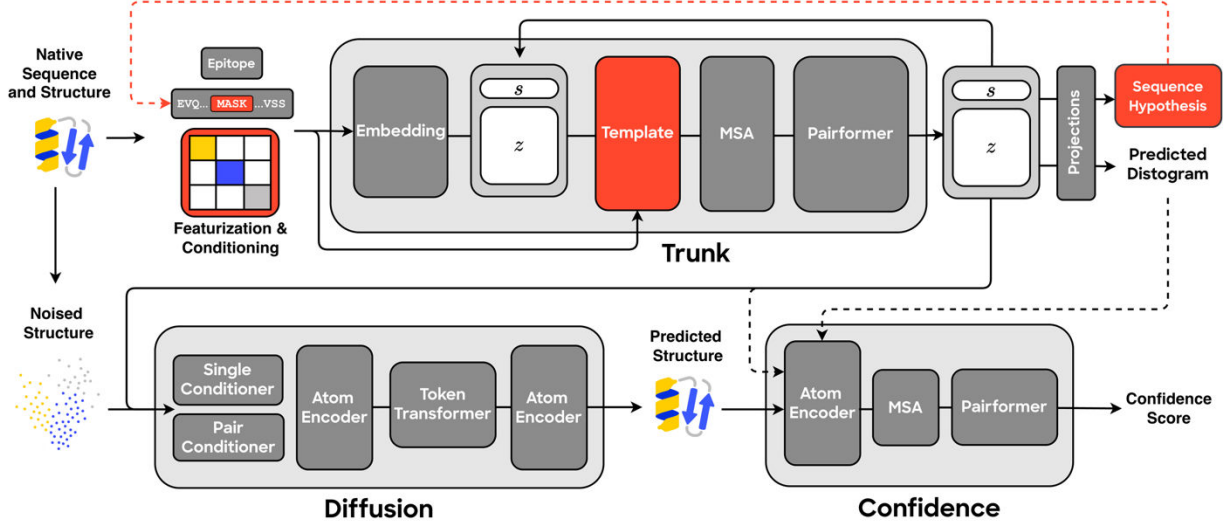 Native
Sequence
and Structure
Epitope
EVQ... MASK ...VSS
Featurization &
Conditioning
Embedding
s
z
Template
MSA
Pairformer
Trunk
s
z
Projections
Sequence
Hypothesis
Predicted
Distogram
Noised
Structure
Single
Conditioner
Pair
Conditioner
Atom
Encoder
Token
Transformer
Atom
Encoder
Diffusion
Predicted
Structure
Atom
Encoder
MSA
Pairformer
Confidence
Confidence
Score